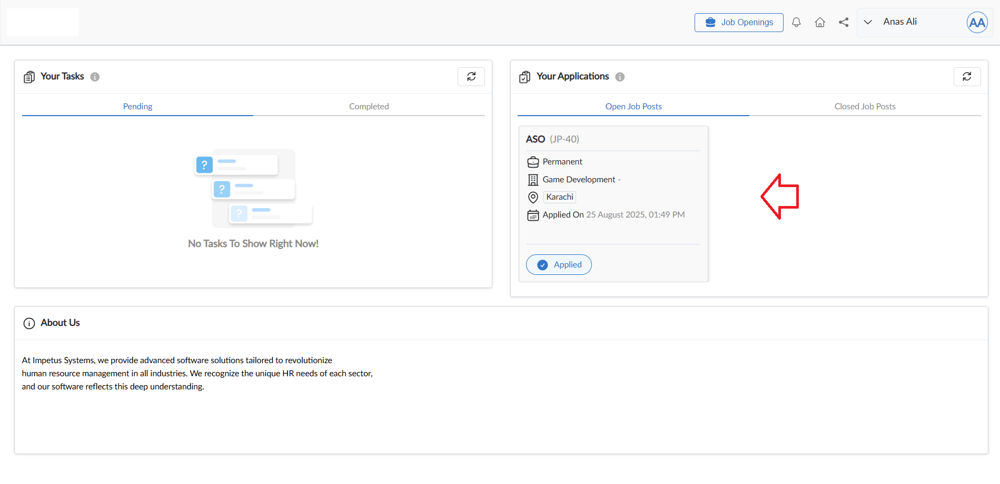 Job Openings
Anas Ali
AA
Your Tasks
Pending
Completed
?
?
?
No Tasks To Show Right Now!
Your Applications
Open Job Posts
Closed Job Posts
ASO (JP-40)
Permanent
Game Development -
Karachi
Applied On 25 August 2025, 01:49 PM
Applied
About Us
At Impetus Systems, we provide advanced software solutions tailored to revolutionize
human resource management in all industries. We recognize the unique HR needs of each sector,
and our software reflects this deep understanding.